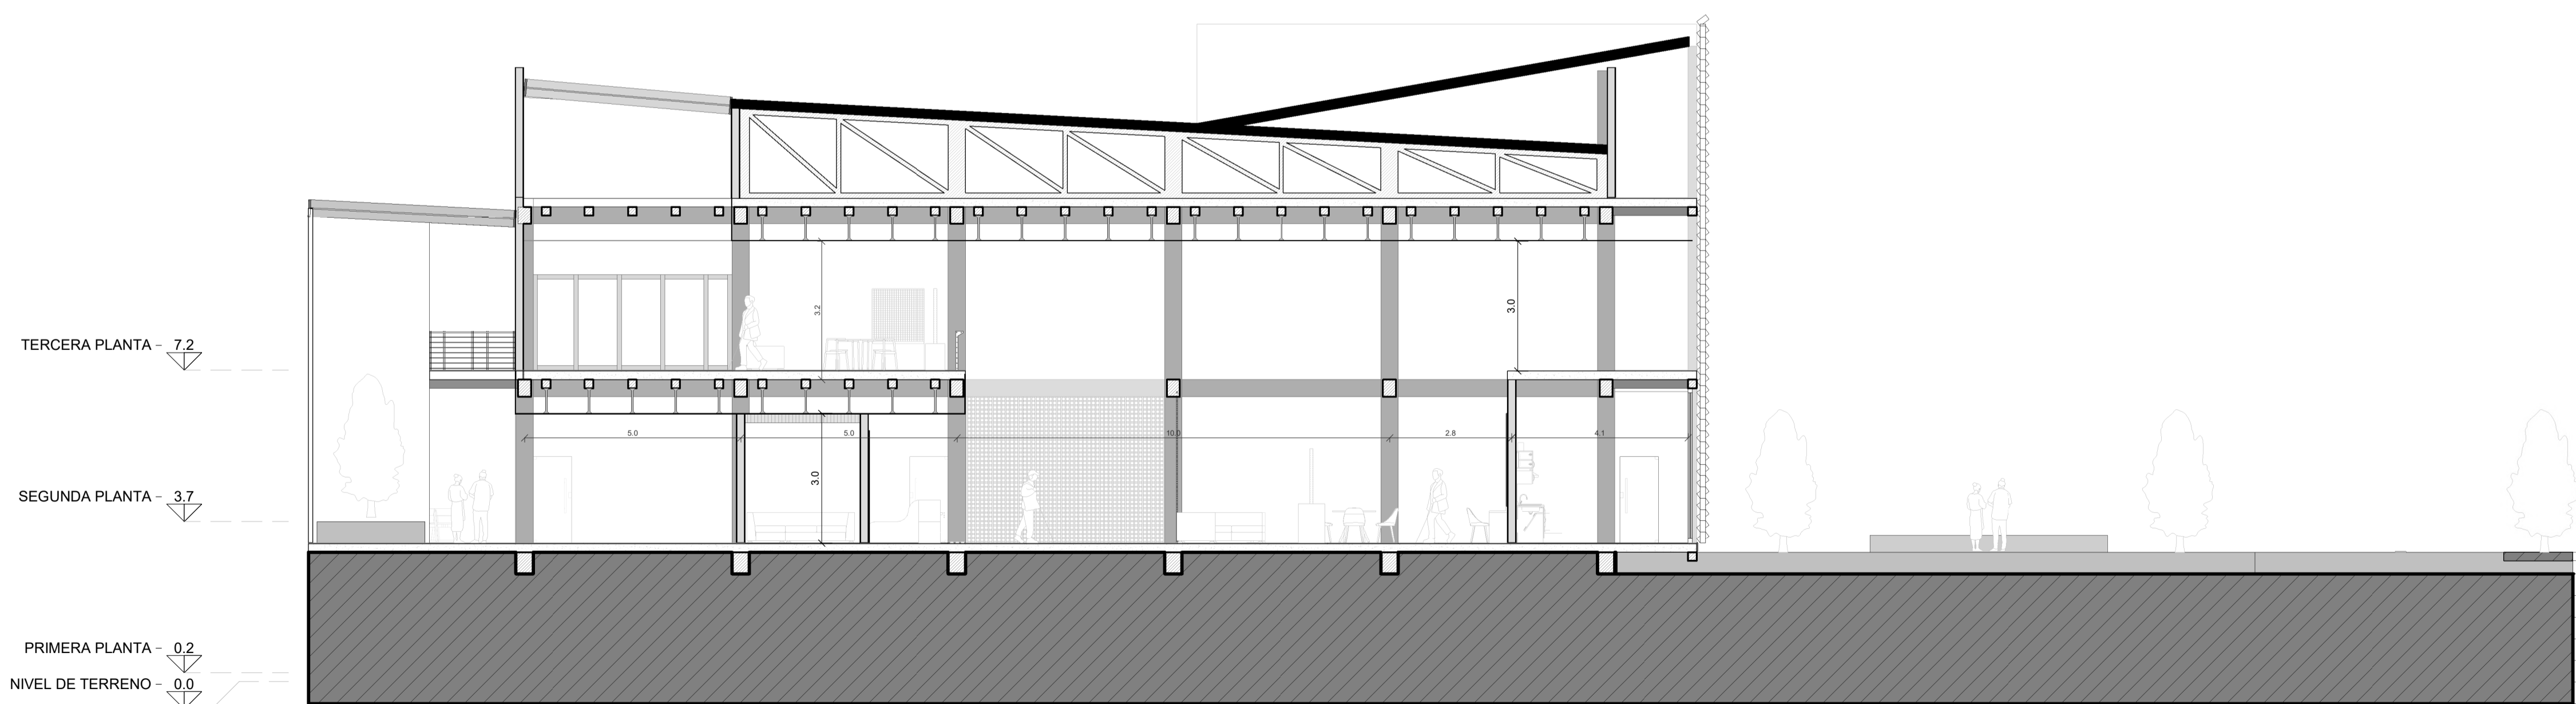 3.2
3.0
TERCERA PLANTA - 7.2
5.0 5.0 10.0 2.8 4.1
3.0
SEGUNDA PLANTA - 3.7
PRIMERA PLANTA - 0.2
NIVEL DE TERRENO - 0.0